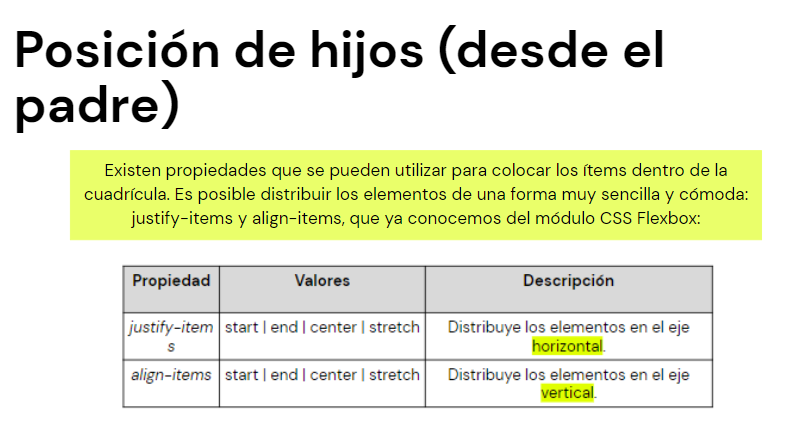 Posición de hijos (desde el
padre)
Existen propiedades que se pueden utilizar para colocar los ítems dentro de la
cuadrícula. Es posible distribuir los elementos de una forma muy sencilla y cómoda:
justify-items y align-items, que ya conocemos del módulo CSS Flexbox:
Propiedad Valores Descripción
justify-item start | end | center | stretch Distribuye los elementos en el eje
s horizontal.
align-items start | end | center | stretch Distribuye los elementos en el eje
vertical.